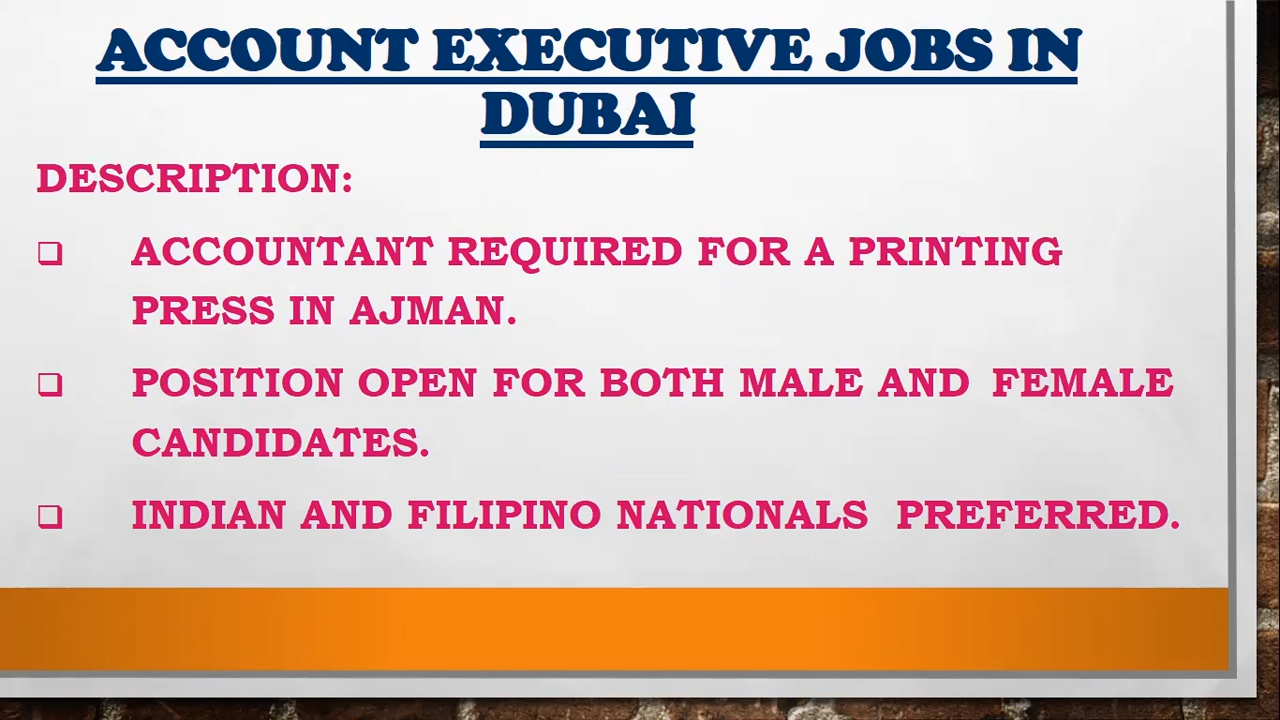 ACCOUNT EXECUTIVE JOBS IN
DUBAI
DESCRIPTION:
ACCOUNTANT REQUIRED FOR A PRINTING
PRESS IN AJMAN.
POSITION OPEN FOR BOTH MALE AND FEMALE
CANDIDATES.
INDIAN AND FILIPINO NATIONALS PREFERRED.